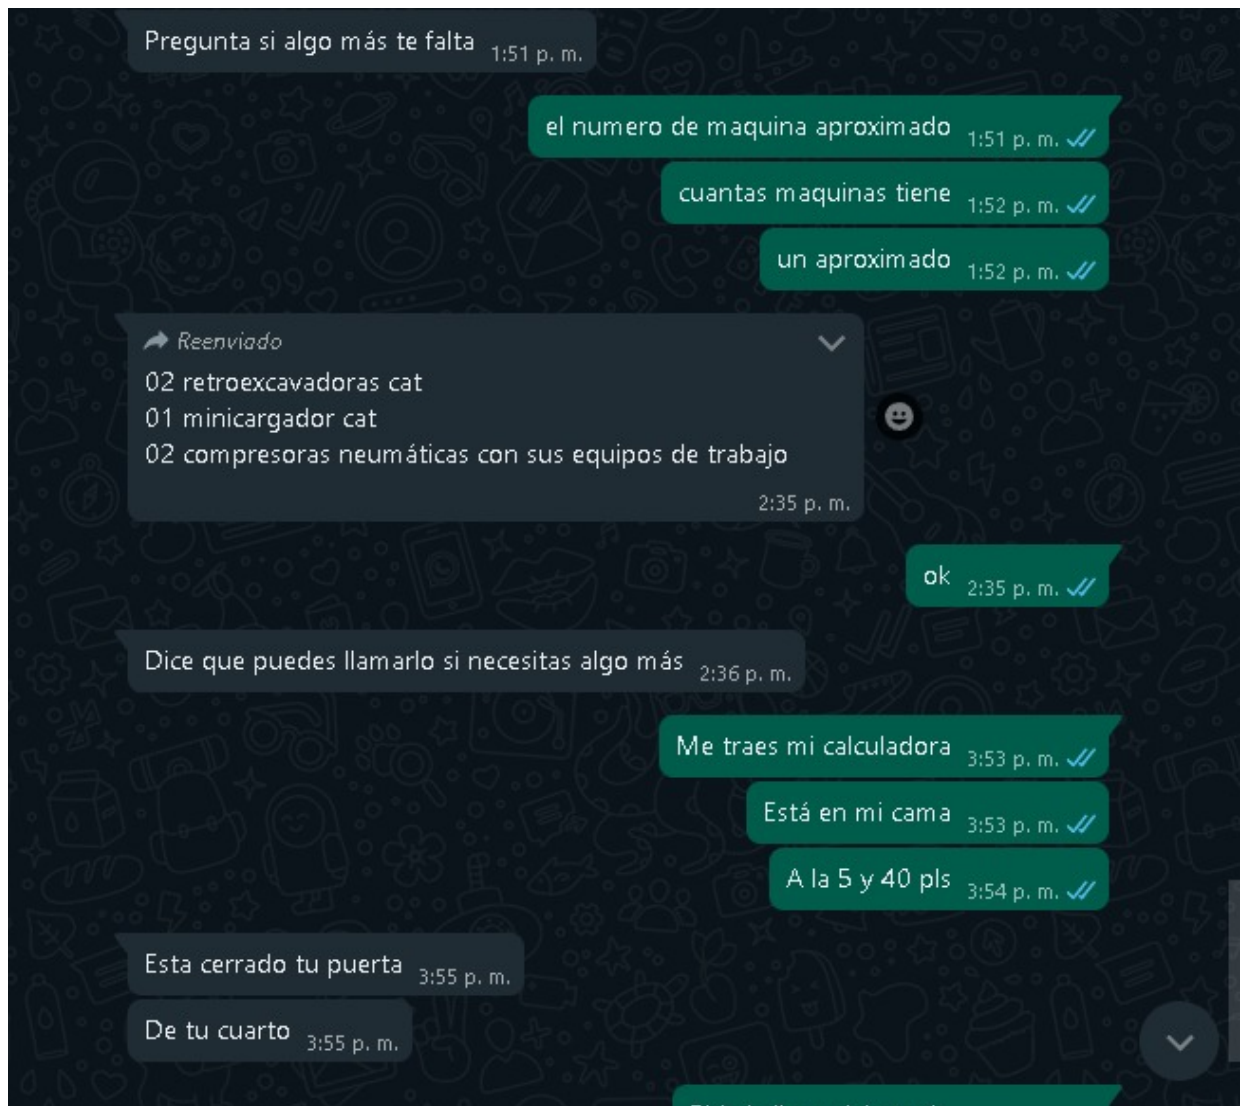 Pregunta si algo más te falta 1:51 p. m.
el numero de maquina aproximado 1:51 p. m.
cuantas maquinas tiene 1:52 p. m.
un aproximado 1:52 p. m.
Reenviado
02 retroexcavadoras cat
01 minicargador cat
02 compresoras neumáticas con sus equipos de trabajo
2:35 p. m.
ok 2:35 p. m.
Dice que puedes llamarlo si necesitas algo más 2:36 p. m.
Me traes mi calculadora 3:53 p. m.
Está en mi cama 3:53 p. m.
A la 5 y 40 pls 3:54 p. m.
Esta cerrado tu puerta 3:55 p. m.
De tu cuarto 3:55 p. m.